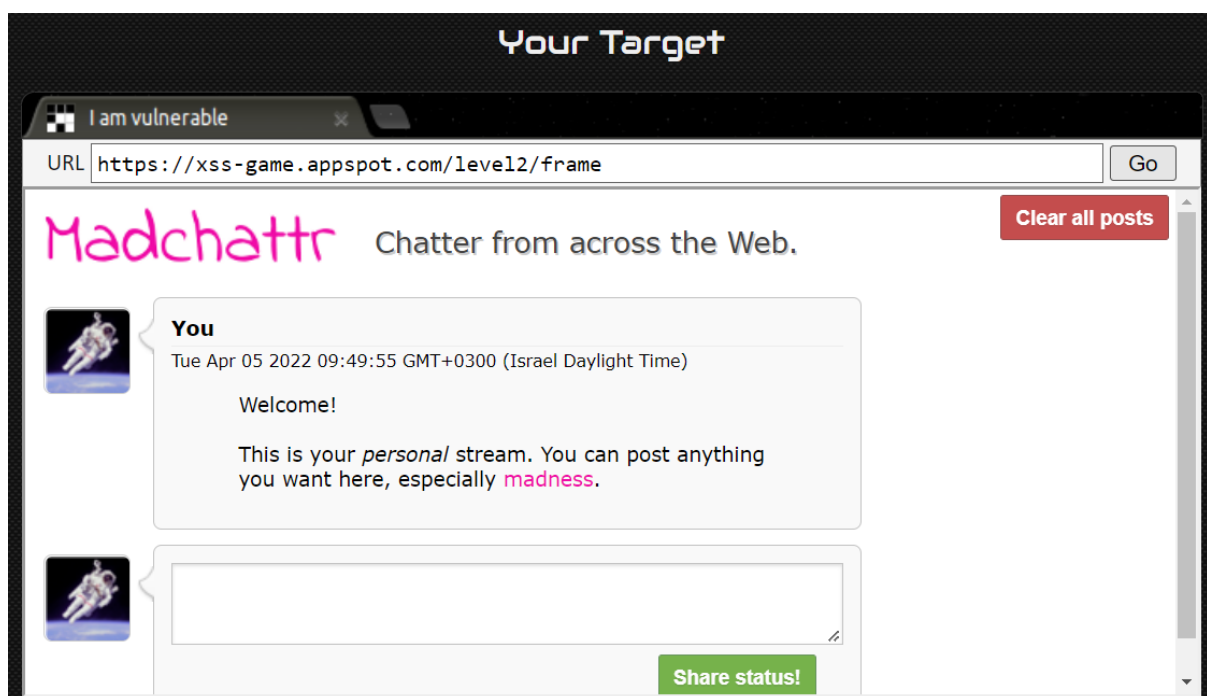 Your Target
I am vulnerable
URL https://xss-game.appspot.com/level2/frame Go
Madchattr Chatter from across the Web. Clear all posts
You
Tue Apr 05 2022 09:49:55 GMT+0300 (Israel Daylight Time)
Welcome!
This is your personal stream. You can post anything
you want here, especially madness.
Share status!